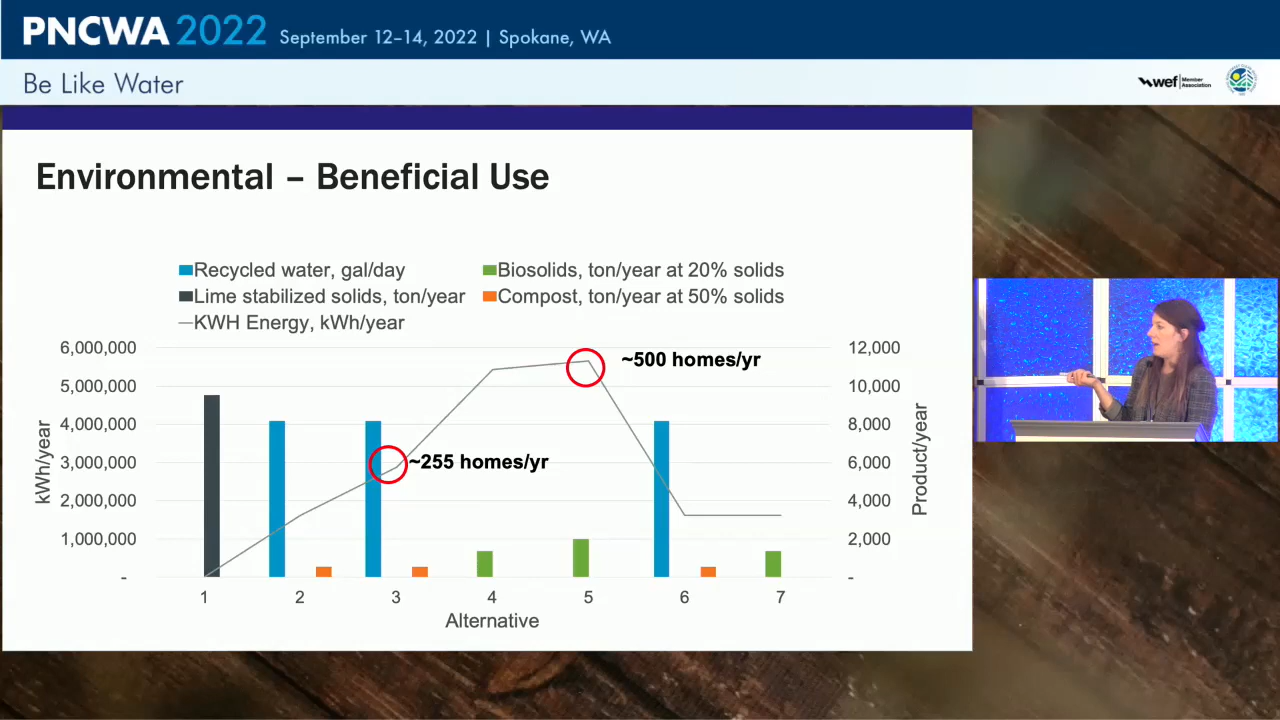 PNCWA 2022 September 12–14, 2022 | Spokane, WA
Be Like Water
wef Member Association
Environmental – Beneficial Use
Recycled water, gal/day
Biosolids, ton/year at 20% solids
Lime stabilized solids, ton/year
Compost, ton/year at 50% solids
KWH Energy, kWh/year
6,000,000
5,000,000
4,000,000
3,000,000
2,000,000
1,000,000
-
kWh/year
~500 homes/yr
~255 homes/yr
12,000
10,000
8,000
6,000
4,000
2,000
-
Product/year
1 2 3 4 5 6 7
Alternative